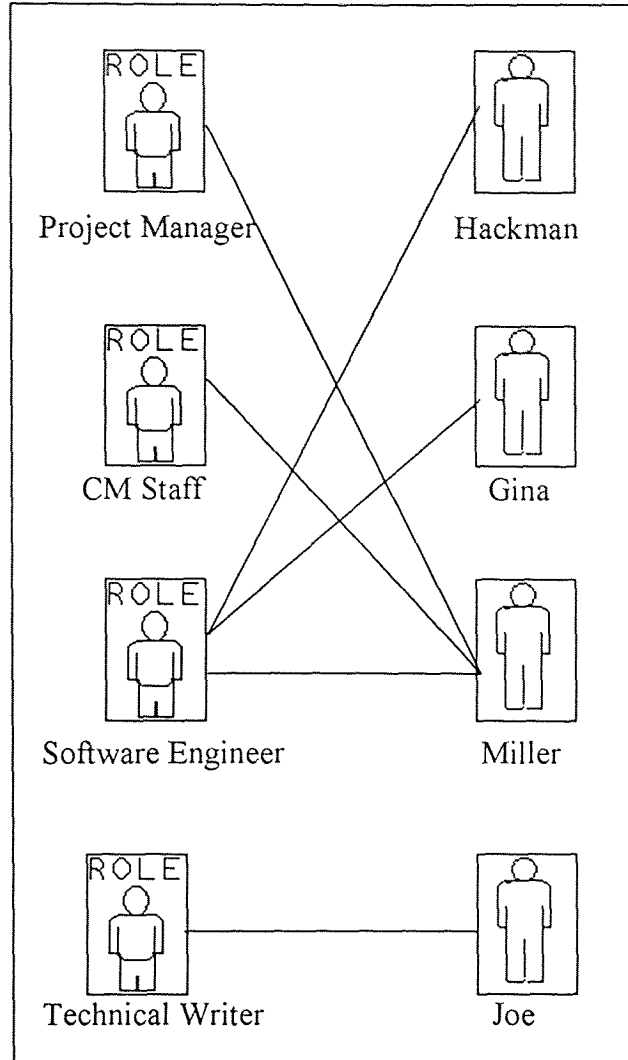 ROLE
Project Manager
Hackman
ROLE
CM Staff
Gina
ROLE
Software Engineer
Miller
ROLE
Technical Writer
Joe